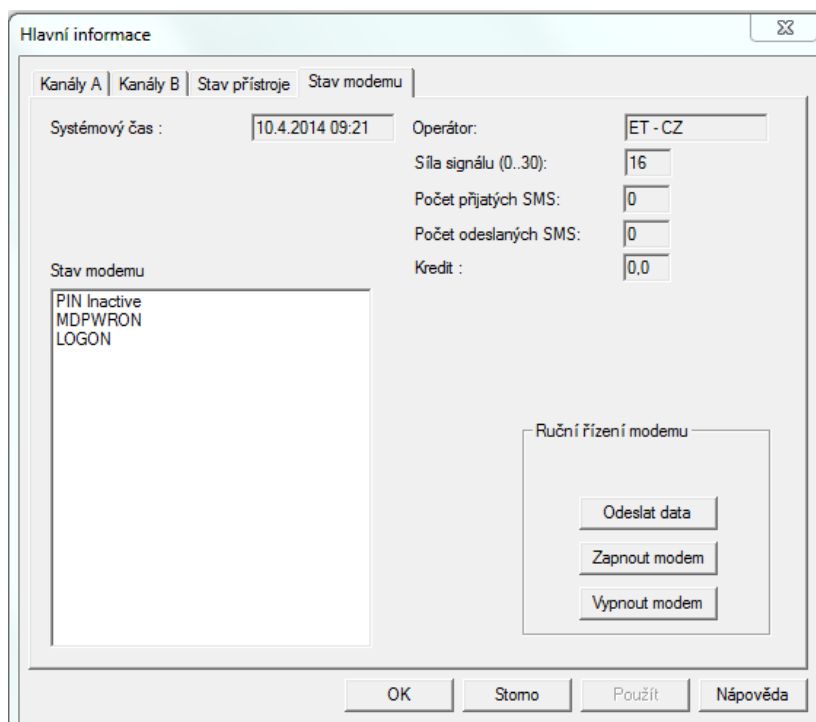 Hlavní informace
Kanály A
Kanály B
Stav přístroje
Stav modemu
Systémový čas :
10.4.2014 09:21
Operátor:
ET - CZ
Síla signálu (0..30):
16
Počet přijatých SMS:
0
Počet odeslaných SMS:
0
Kredit :
0,0
Stav modemu
PIN Inactive
MDPWRON
LOGON
Ruční řízení modemu
Odeslat data
Zapnout modem
Vypnout modem
OK
Storno
Použít
Nápověda